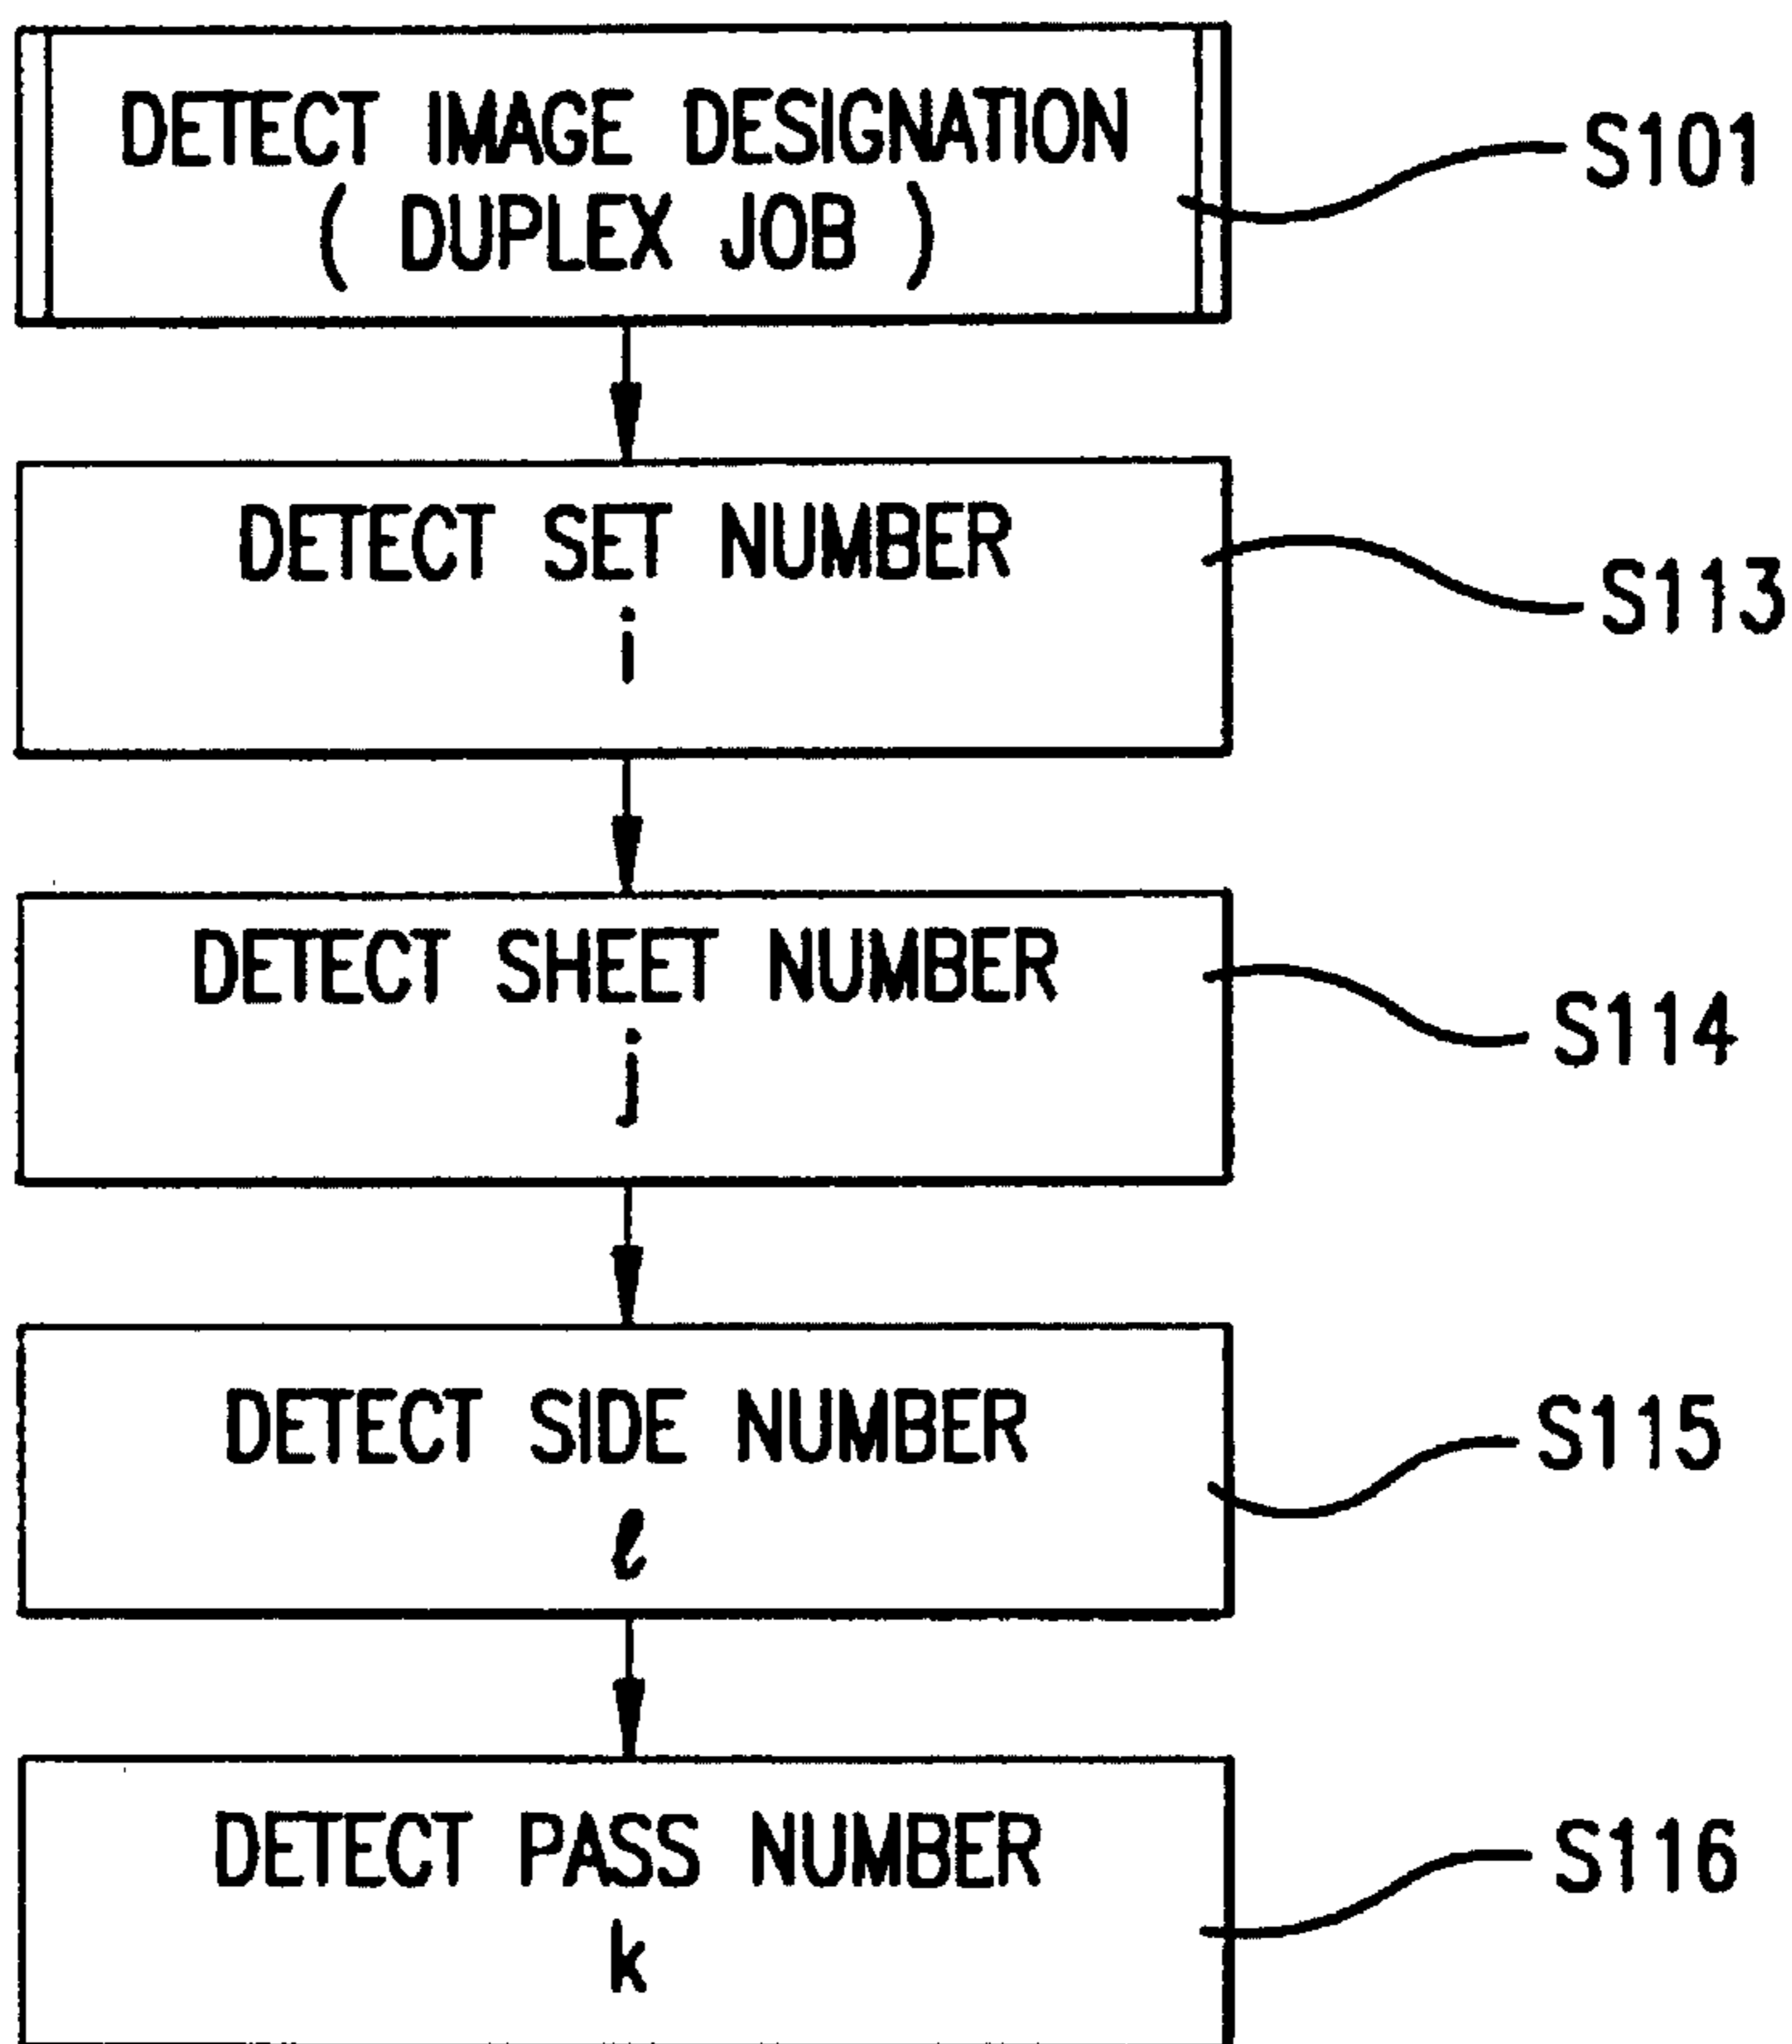 DETECT IMAGE DESIGNATION
( DUPLEX JOB )
S101
DETECT SET NUMBER
i
S113
DETECT SHEET NUMBER
j
S114
DETECT SIDE NUMBER
ℓ
S115
DETECT PASS NUMBER
k
S116